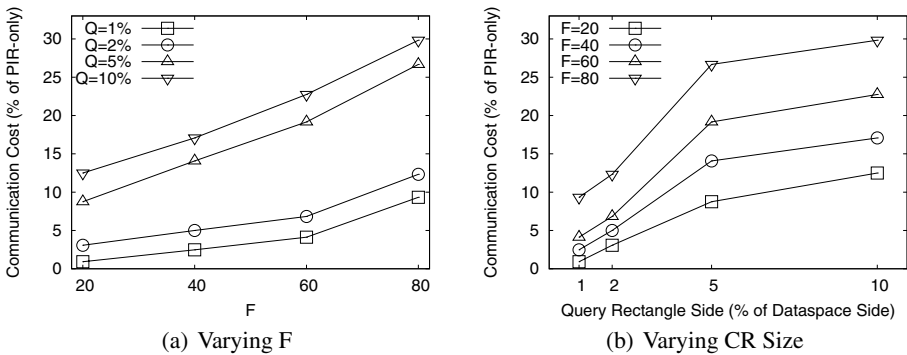 Communication Cost (% of PIR-only)
30
25
20
15
10
5
0
Q=1%
Q=2%
Q=5%
Q=10%
20 40 60 80
F
(a) Varying F
Communication Cost (% of PIR-only)
30
25
20
15
10
5
0
F=20
F=40
F=60
F=80
1 2 5 10
Query Rectangle Side (% of Dataspace Side)
(b) Varying CR Size